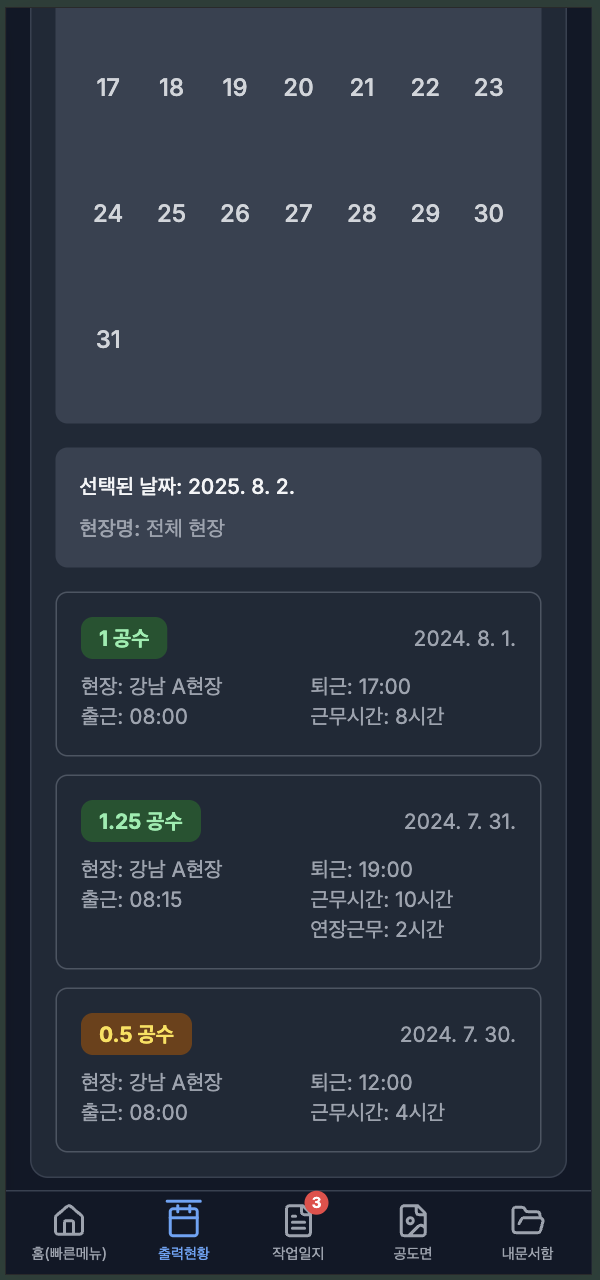 17 18 19 20 21 22 23
24 25 26 27 28 29 30
31
선택된 날짜: 2025. 8. 2.
현장명: 전체 현장
1 공수 2024. 8. 1.
현장: 강남 A현장 퇴근: 17:00
출근: 08:00 근무시간: 8시간
1.25 공수 2024. 7. 31.
현장: 강남 A현장 퇴근: 19:00
출근: 08:15 근무시간: 10시간
연장근무: 2시간
0.5 공수 2024. 7. 30.
현장: 강남 A현장 퇴근: 12:00
출근: 08:00 근무시간: 4시간
3
홈(빠른메뉴) 출력현황 작업일지 공도면 내문서함